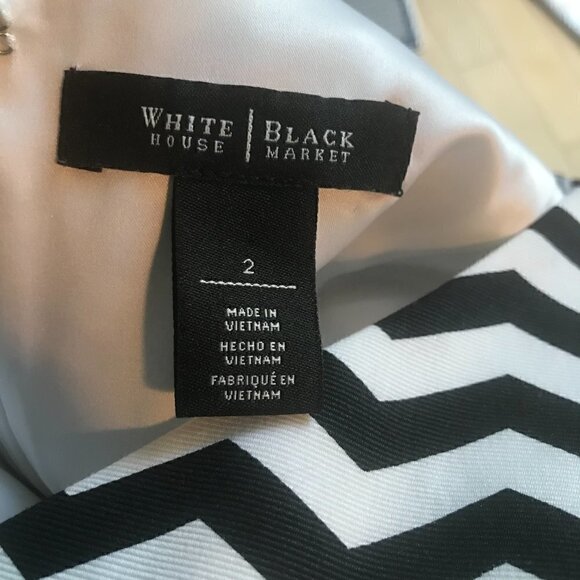 WHITE | BLACK
HOUSE | MARKET
2
MADE IN
VIETNAM
HECHO EN
VIETNAM
FABRIQUÉ EN
VIETNAM